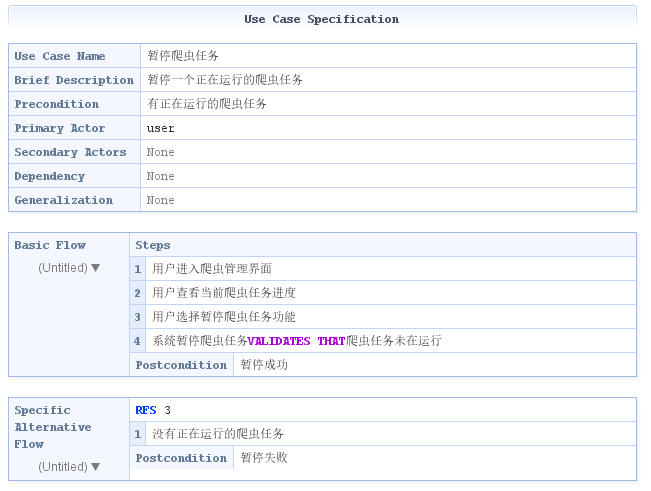 Use Case Specification
Use Case Name 暂停爬虫任务
Brief Description 暂停一个正在运行的爬虫任务
Precondition 有正在运行的爬虫任务
Primary Actor user
Secondary Actors None
Dependency None
Generalization None
Basic Flow Steps
(Untitled) ▼ 1 用户进入爬虫管理界面
2 用户查看当前爬虫任务进度
3 用户选择暂停爬虫任务功能
4 系统暂停爬虫任务VALIDATES THAT爬虫任务未在运行
Postcondition 暂停成功
Specific RFS 3
Alternative 1 没有正在运行的爬虫任务
Flow
Postcondition 暂停失败
(Untitled) ▼